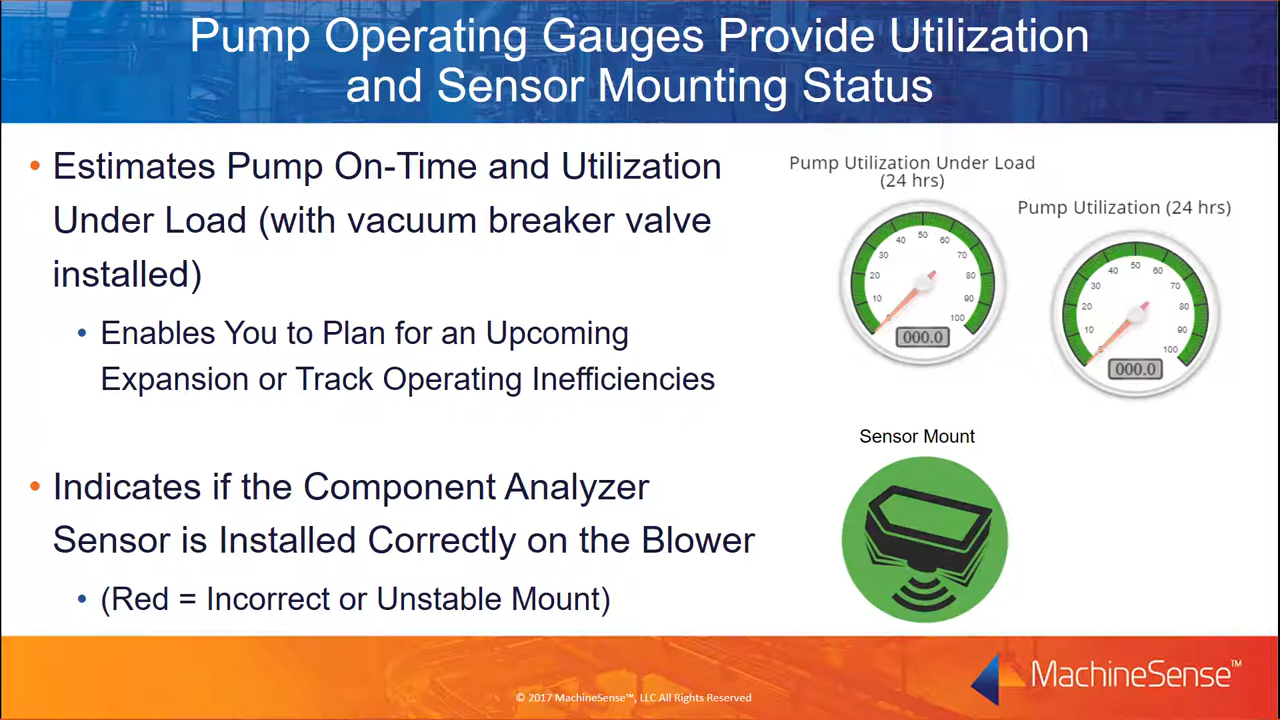 Pump Operating Gauges Provide Utilization
and Sensor Mounting Status
• Estimates Pump On-Time and Utilization
Under Load (with vacuum breaker valve
installed)
• Enables You to Plan for an Upcoming
Expansion or Track Operating Inefficiencies
• Indicates if the Component Analyzer
Sensor is Installed Correctly on the Blower
• (Red = Incorrect or Unstable Mount)
Pump Utilization Under Load
(24 hrs)
0 10 20 30 40 50 60 70 80 90 100
000.0
Pump Utilization (24 hrs)
0 10 20 30 40 50 60 70 80 90 100
000.0
Sensor Mount
© 2017 MachineSense™, LLC All Rights Reserved
MachineSense™